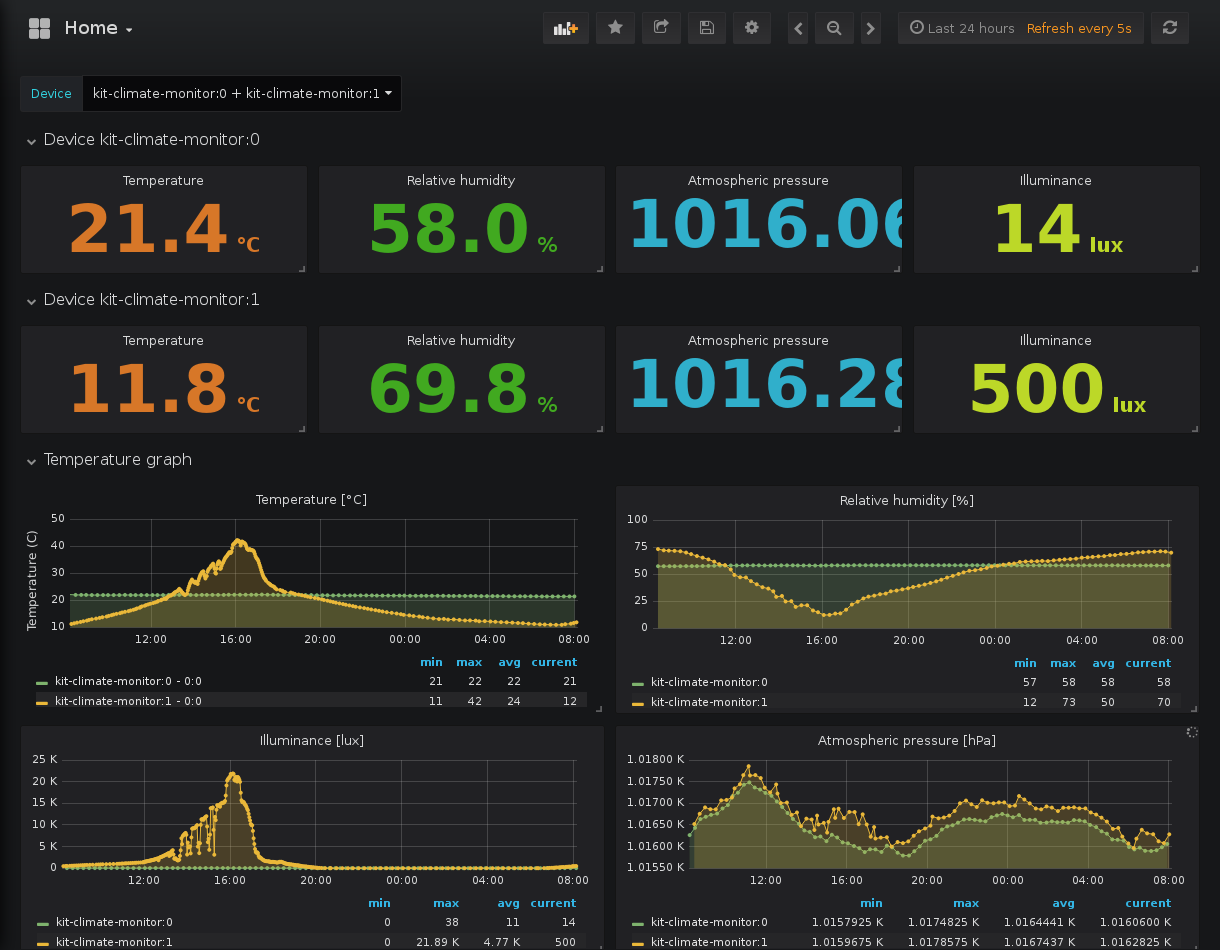 Home
Last 24 hours Refresh every 5s
Device kit-climate-monitor:0 + kit-climate-monitor:1
Device kit-climate-monitor:0
Temperature Relative humidity Atmospheric pressure Illuminance
21.4 °C 58.0 % 1016.06 14 lux
Device kit-climate-monitor:1
Temperature Relative humidity Atmospheric pressure Illuminance
11.8 °C 69.8 % 1016.28 500 lux
Temperature graph
Temperature [°C]
Temperature (C)
50
40
30
20
10
12:00 16:00 20:00 00:00 04:00 08:00
min max avg current
kit-climate-monitor:0 - 0:0 21 22 22 21
kit-climate-monitor:1 - 0:0 11 42 24 12
Relative humidity [%]
100
75
50
25
0
12:00 16:00 20:00 00:00 04:00 08:00
min max avg current
kit-climate-monitor:0 57 58 58 58
kit-climate-monitor:1 12 73 50 70
Illuminance [lux]
25 K
20 K
15 K
10 K
5 K
0
12:00 16:00 20:00 00:00 04:00 08:00
min max avg current
kit-climate-monitor:0 0 38 11 14
kit-climate-monitor:1 0 21.89 K 4.77 K 500
Atmospheric pressure [hPa]
1.01800 K
1.01750 K
1.01700 K
1.01650 K
1.01600 K
1.01550 K
12:00 16:00 20:00 00:00 04:00 08:00
min max avg current
kit-climate-monitor:0 1.0157925 K 1.0174825 K 1.0164441 K 1.0160600 K
kit-climate-monitor:1 1.0159675 K 1.0178575 K 1.0167437 K 1.0162825 K